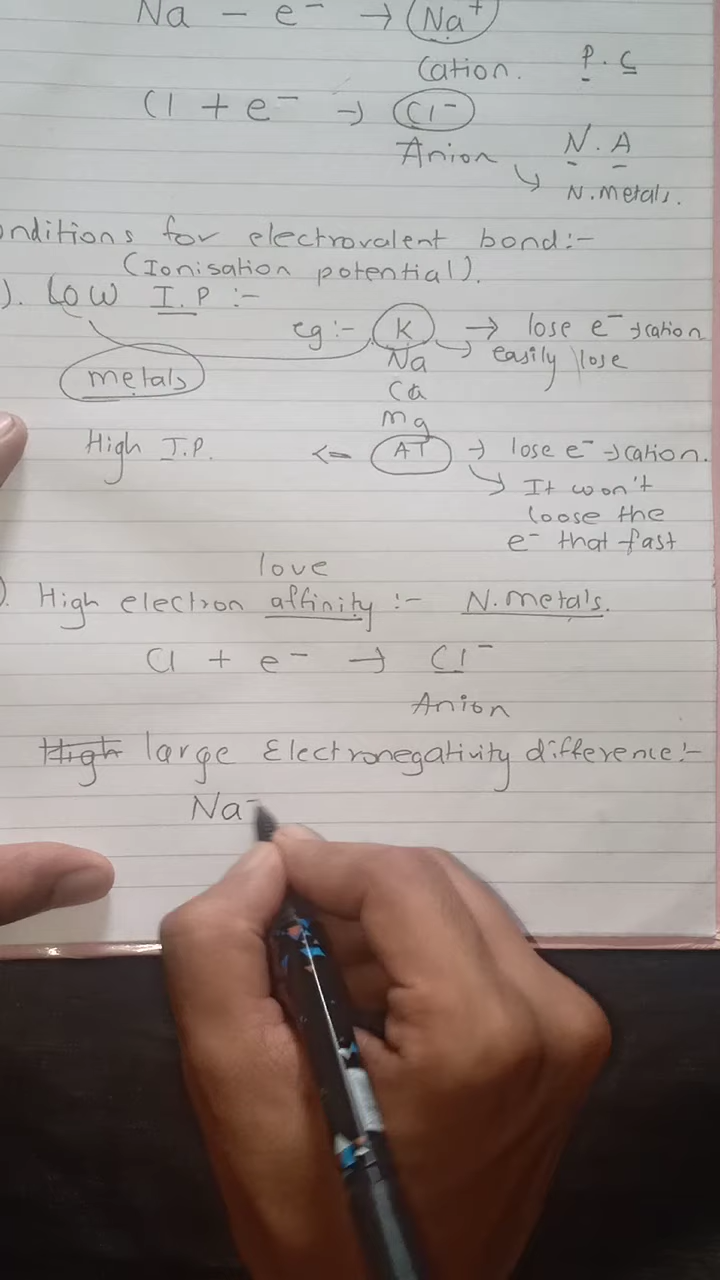 Na - e⁻ → Na⁺
Cation. P.C
Cl + e⁻ → Cl⁻
Anion N.A
N.metals.
onditions for electrovalent bond:-
(Ionisation potential).
). Low I.P :-
eg:- K → lose e⁻ → cation
Na → easily lose
metals
Ca
Mg
High I.P. <= Al → lose e⁻ → cation.
→ It won't
loose the
e⁻ that fast
love
). High electron affinity :- N.metals.
Cl + e⁻ → Cl⁻
Anion
High large Electronegativity difference:-
Na